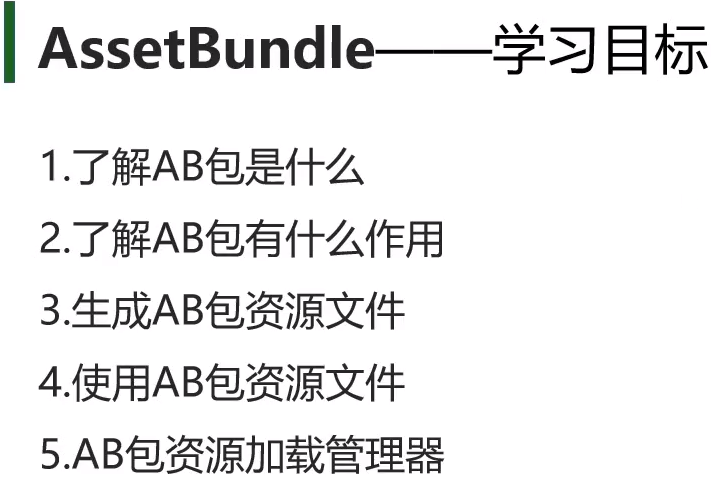 AssetBundle——学习目标
1.了解AB包是什么
2.了解AB包有什么作用
3.生成AB包资源文件
4.使用AB包资源文件
5.AB包资源加载管理器